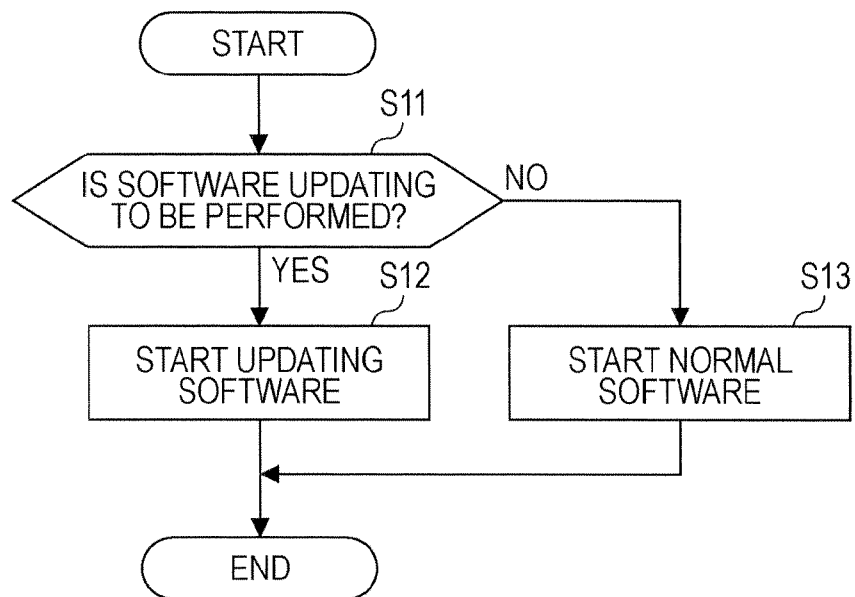 START
S11
IS SOFTWARE UPDATING
TO BE PERFORMED?
NO
YES
S12
START UPDATING
SOFTWARE
S13
START NORMAL
SOFTWARE
END